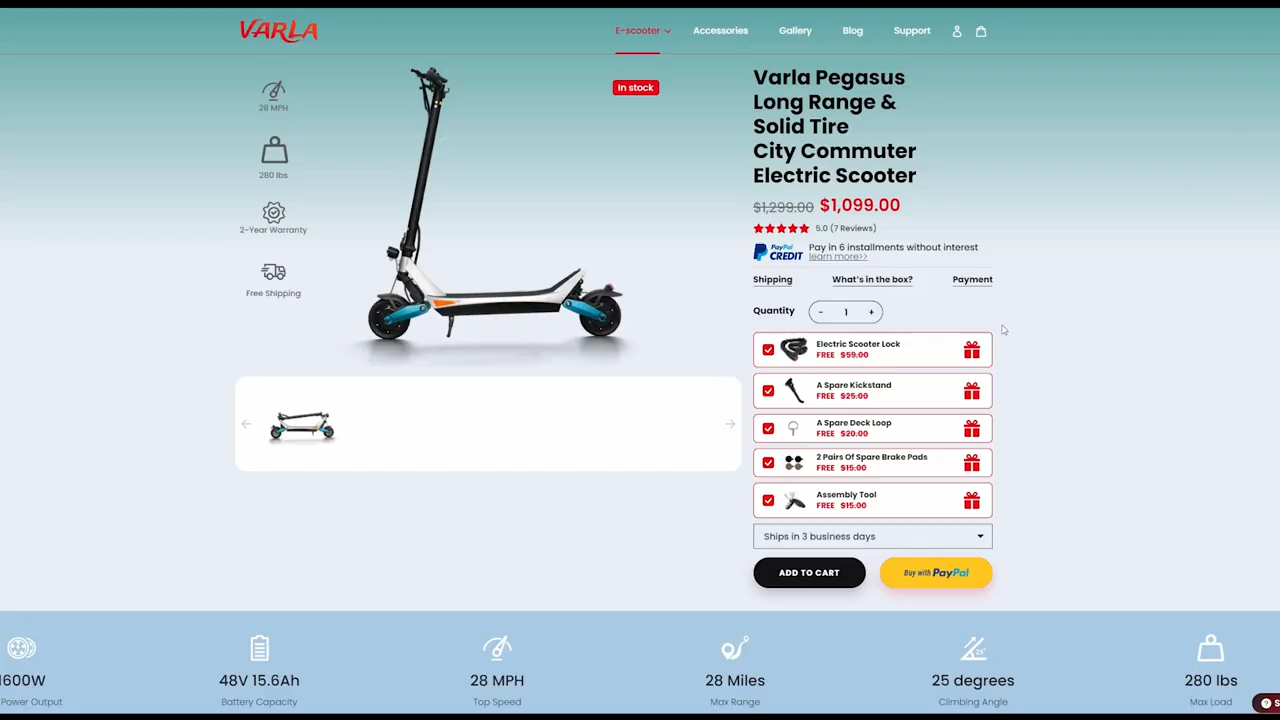 VARLA
E-scooter
Accessories
Gallery
Blog
Support
28 MPH
280 lbs
2-Year Warranty
Free Shipping
In stock
Varla Pegasus
Long Range &
Solid Tire
City Commuter
Electric Scooter
$1,299.00 $1,099.00
5.0 (7 Reviews)
PayPal CREDIT
Pay in 6 installments without interest
learn more>>
Shipping
What's in the box?
Payment
Quantity
- 1 +
Electric Scooter Lock
FREE $59.00
A Spare Kickstand
FREE $25.00
A Spare Deck Loop
FREE $20.00
2 Pairs Of Spare Brake Pads
FREE $15.00
Assembly Tool
FREE $15.00
Ships in 3 business days
ADD TO CART
Buy with PayPal
1600W
Power Output
48V 15.6Ah
Battery Capacity
28 MPH
Top Speed
28 Miles
Max Range
25°
25 degrees
Climbing Angle
280 lbs
Max Load